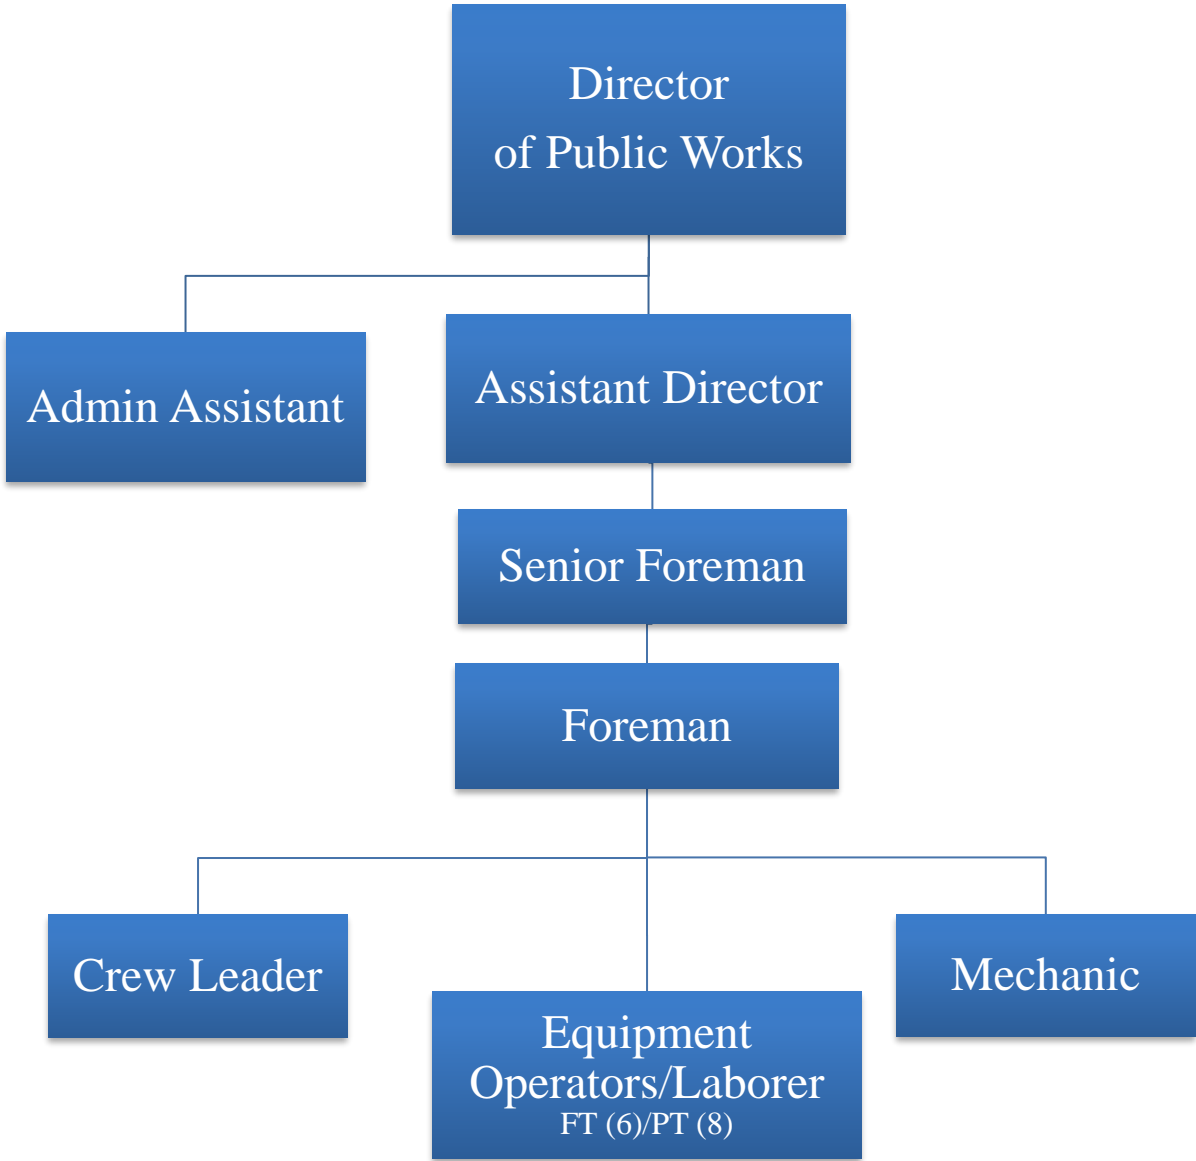 Director
of Public Works
Admin Assistant
Assistant Director
Senior Foreman
Foreman
Crew Leader
Equipment
Operators/Laborer
FT (6)/PT (8)
Mechanic